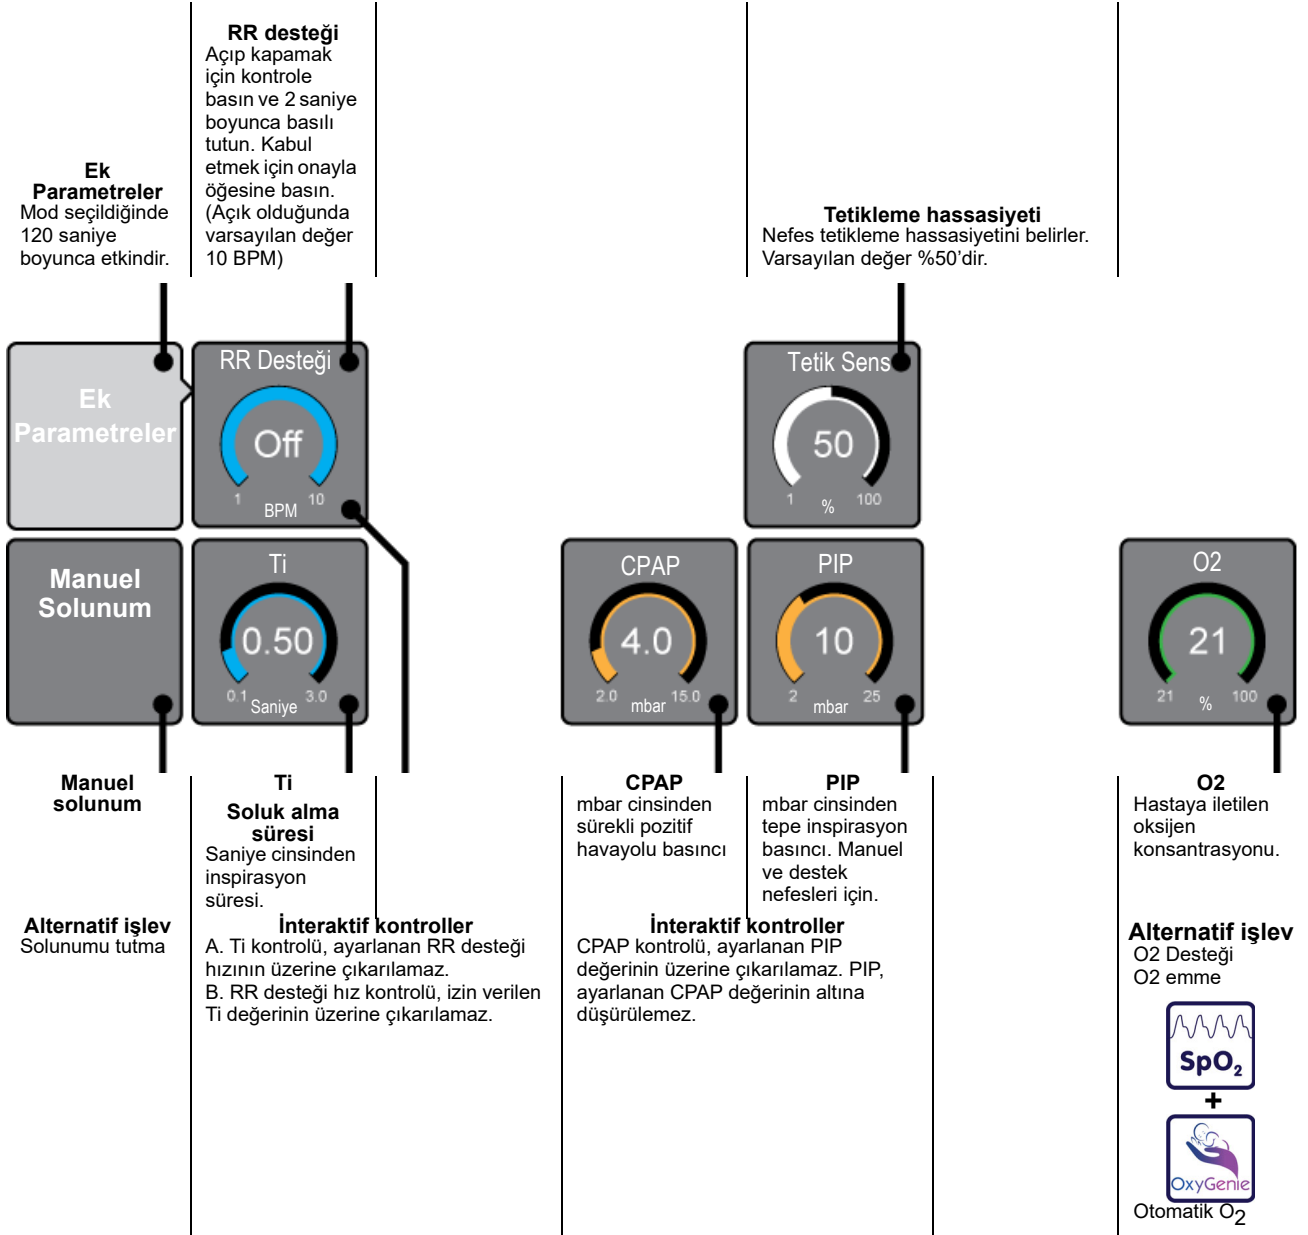 RR desteği
Açıp kapamak
için kontrole
basın ve 2 saniye
boyunca basılı
tutun. Kabul
etmek için onayla
öğesine basın.
(Açık olduğunda
varsayılan değer
10 BPM)
Ek
Parametreler
Mod seçildiğinde
120 saniye
boyunca etkindir.
Tetikleme hassasiyeti
Nefes tetikleme hassasiyetini belirler.
Varsayılan değer %50’dir.
Ek
Parametreler
RR Desteği
Off
1 10
BPM
Tetik Sens
50
1 100
%
Manuel
Solunum
Ti
0.50
0.1 3.0
Saniye
CPAP
4.0
2.0 15.0
mbar
PIP
10
2 25
mbar
O2
21
21 100
%
Manuel
solunum
Alternatif işlev
Solunumu tutma
Ti
Soluk alma
süresi
Saniye cinsinden
inspirasyon
süresi.
İnteraktif kontroller
A. Ti kontrolü, ayarlanan RR desteği
hızının üzerine çıkarılamaz.
B. RR desteği hız kontrolü, izin verilen
Ti değerinin üzerine çıkarılamaz.
CPAP
mbar cinsinden
sürekli pozitif
havayolu basıncı
PIP
mbar cinsinden
tepe inspirasyon
basıncı. Manuel
ve destek
nefesleri için.
İnteraktif kontroller
CPAP kontrolü, ayarlanan PIP
değerinin üzerine çıkarılamaz. PIP,
ayarlanan CPAP değerinin altına
düşürülemez.
O2
Hastaya iletilen
oksijen
konsantrasyonu.
Alternatif işlev
O2 Desteği
O2 emme
SpO2
+
OxyGenie
Otomatik O2